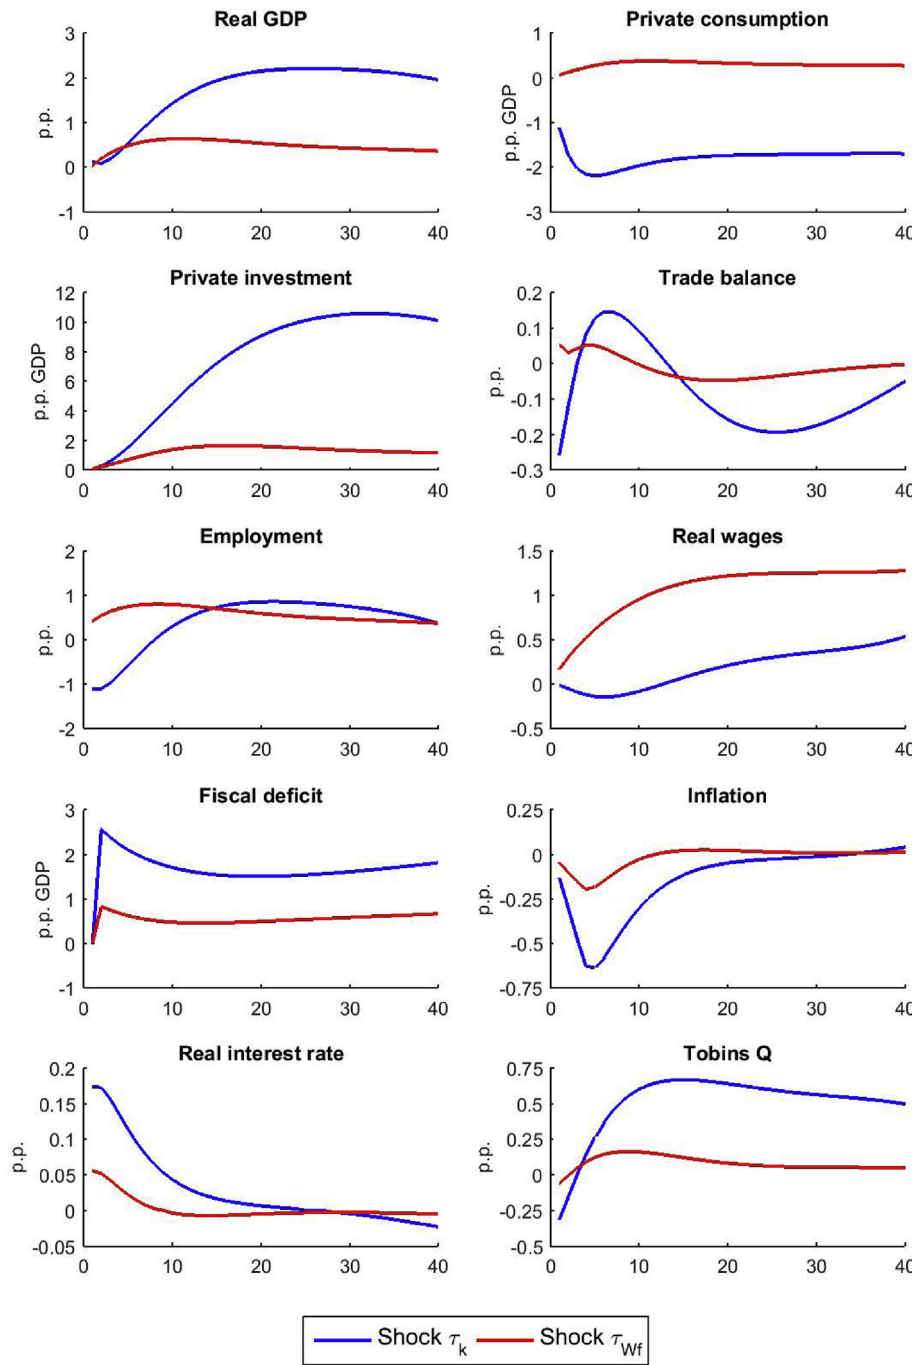 Real GDP
3
2
1
0
-1
p.p.
0 10 20 30 40
Private consumption
1
0
-1
-2
-3
p.p. GDP
0 10 20 30 40
Private investment
12
10
8
6
4
2
0
p.p. GDP
0 10 20 30 40
Trade balance
0.2
0.1
0
-0.1
-0.2
-0.3
p.p.
0 10 20 30 40
Employment
2
1
0
-1
-2
p.p.
0 10 20 30 40
Real wages
1.5
1
0.5
0
-0.5
p.p.
0 10 20 30 40
Fiscal deficit
3
2
1
0
-1
p.p. GDP
0 10 20 30 40
Inflation
0.25
0
-0.25
-0.5
-0.75
p.p.
0 10 20 30 40
Real interest rate
0.2
0.15
0.1
0.05
0
-0.05
p.p.
0 10 20 30 40
Tobins Q
0.75
0.5
0.25
0
-0.25
-0.5
p.p.
0 10 20 30 40
Shock τk Shock τWf